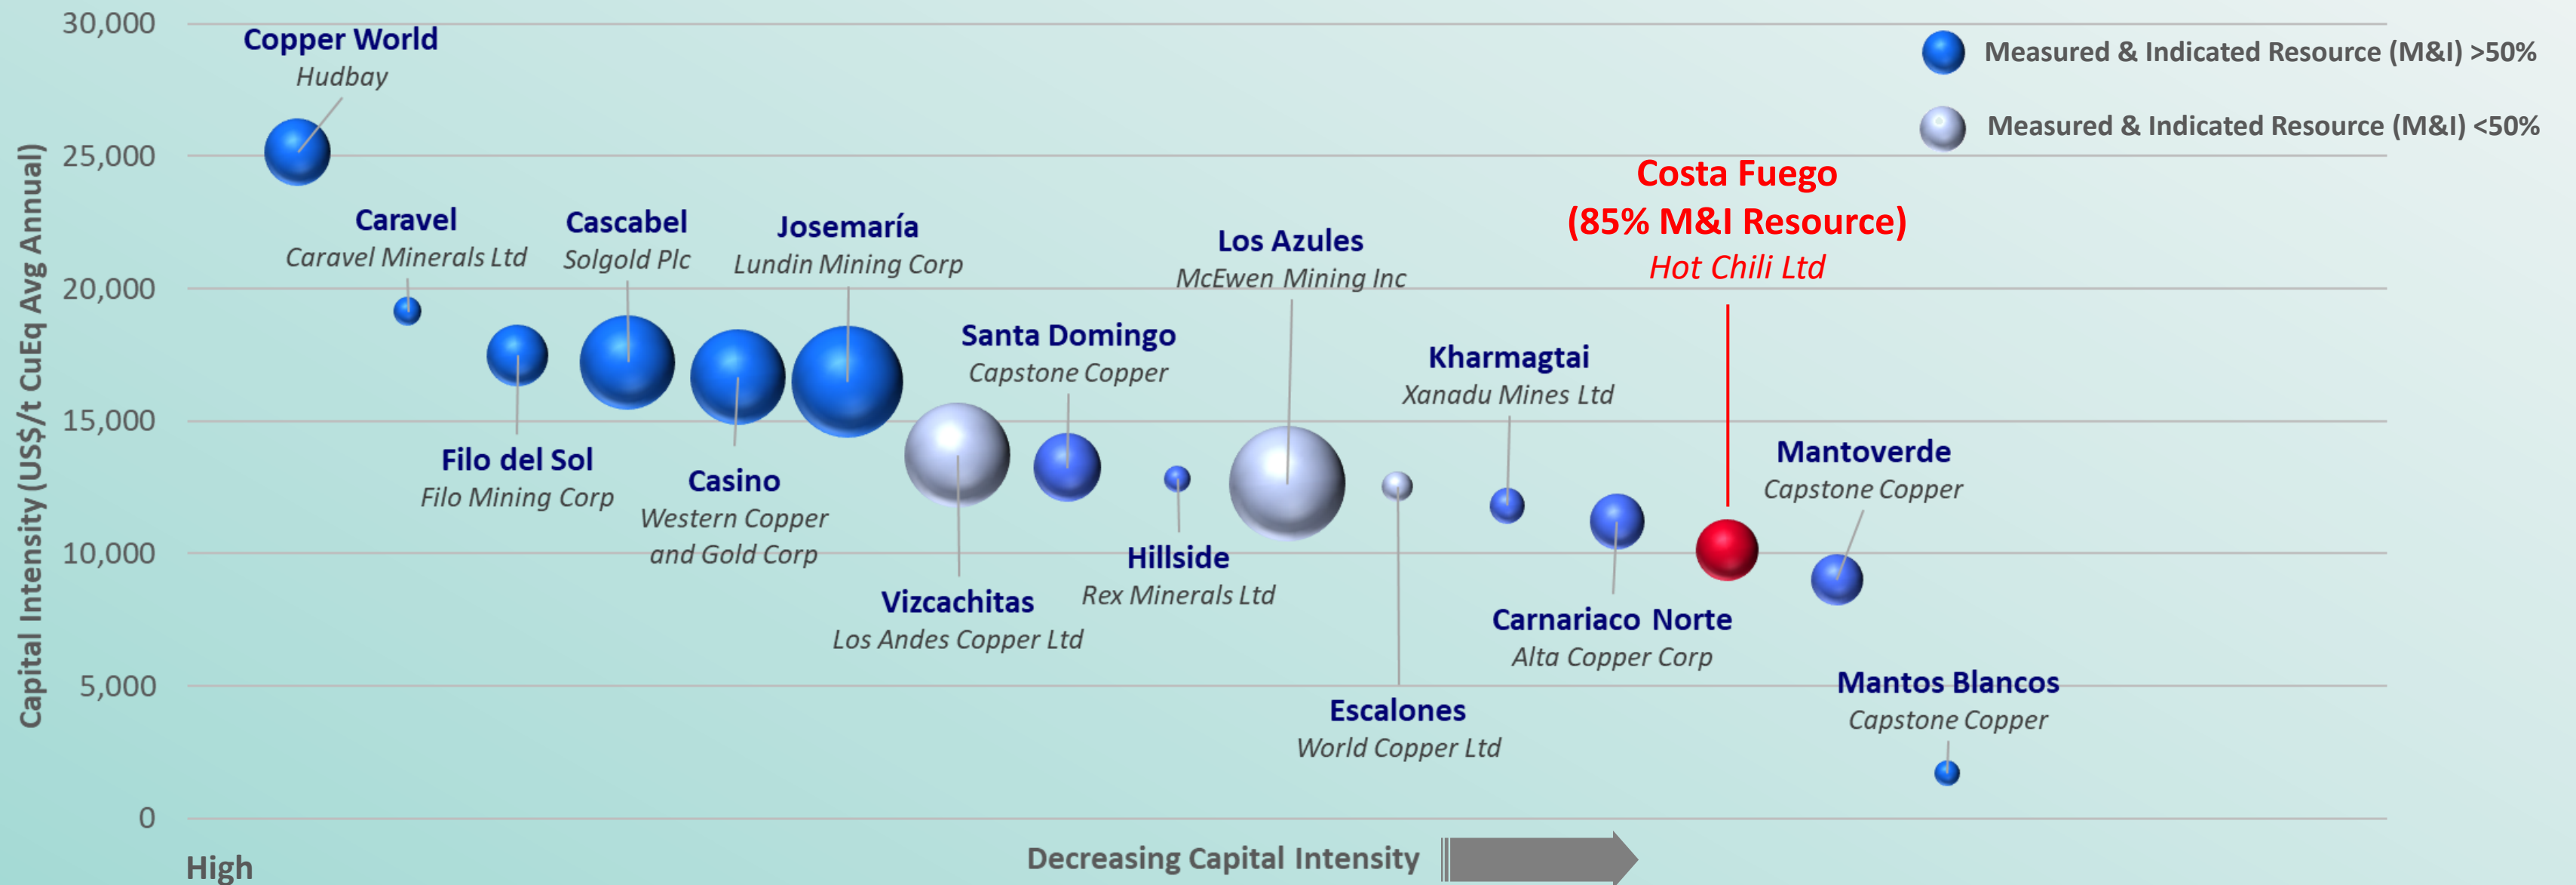 30,000
25,000
20,000
15,000
10,000
5,000
0
Capital Intensity (US$/t CuEq Avg Annual)
Copper World
Hudbay
Caravel
Caravel Minerals Ltd
Filo del Sol
Filo Mining Corp
Cascabel
Solgold Plc
Casino
Western Copper
and Gold Corp
Josemaría
Lundin Mining Corp
Vizcachitas
Los Andes Copper Ltd
Santa Domingo
Capstone Copper
Hillside
Rex Minerals Ltd
Los Azules
McEwen Mining Inc
Escalones
World Copper Ltd
Kharmagtai
Xanadu Mines Ltd
Carnariaco Norte
Alta Copper Corp
Costa Fuego
(85% M&I Resource)
Hot Chili Ltd
Mantoverde
Capstone Copper
Mantos Blancos
Capstone Copper
Measured & Indicated Resource (M&I) >50%
Measured & Indicated Resource (M&I) <50%
High
Decreasing Capital Intensity